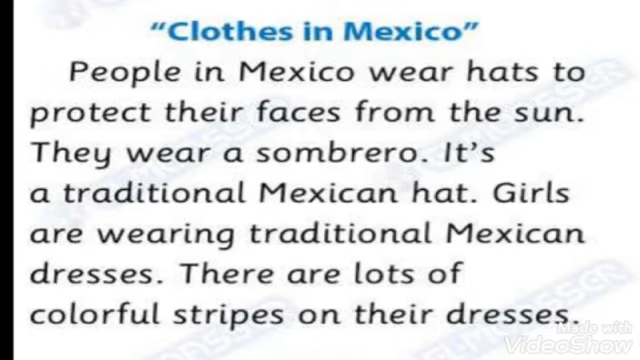 "Clothes in Mexico"
People in Mexico wear hats to
protect their faces from the sun.
They wear a sombrero. It's
a traditional Mexican hat. Girls
are wearing traditional Mexican
dresses. There are lots of
colorful stripes on their dresses.
Made with
VideoShow